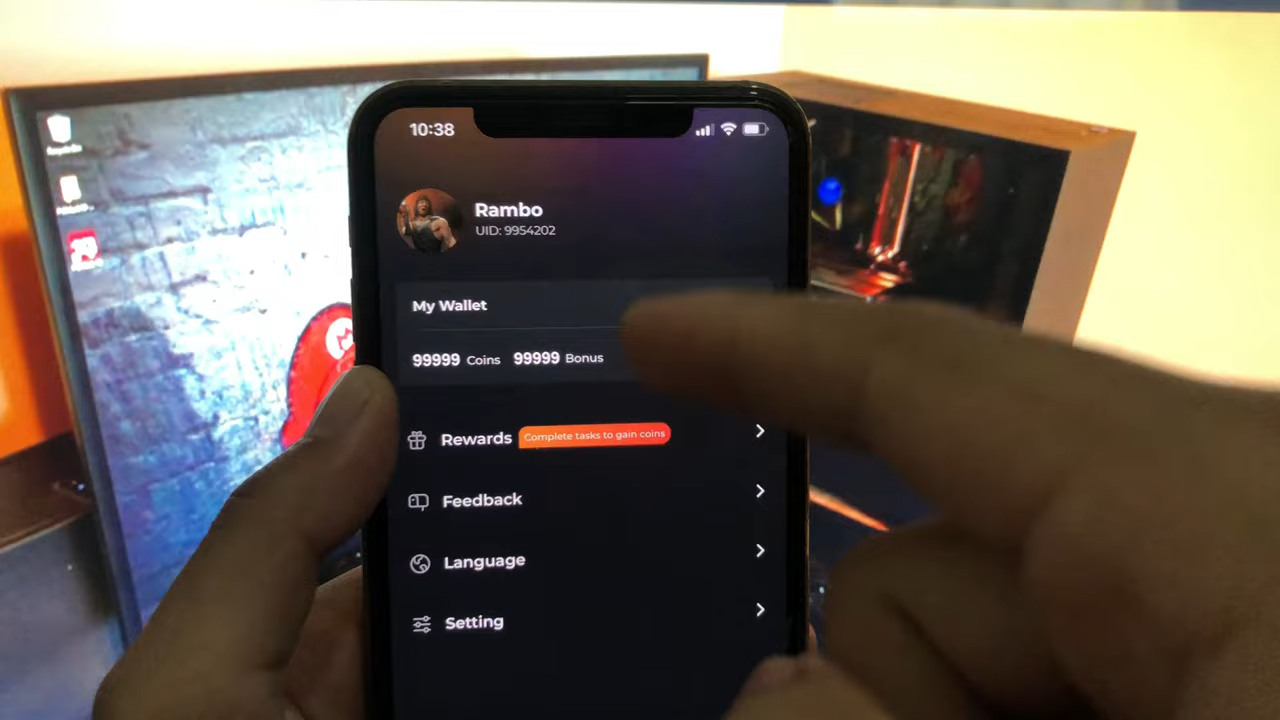 10:38
Rambo
UID: 9954202
My Wallet
99999 Coins 99999 Bonus
Rewards Complete tasks to gain coins
Feedback
Language
Setting